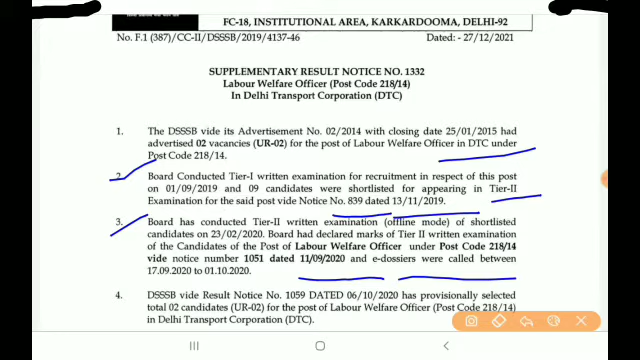 FC-18, INSTITUTIONAL AREA, KARKARDOOMA, DELHI-92
No. F.1 (387)/CC-II/DSSSB/2019/4137-46 Dated: - 27/12/2021
SUPPLEMENTARY RESULT NOTICE NO. 1332
Labour Welfare Officer (Post Code 218/14)
In Delhi Transport Corporation (DTC)
1. The DSSSB vide its Advertisement No. 02/2014 with closing date 25/01/2015 had
advertised 02 vacancies (UR-02) for the post of Labour Welfare Officer in DTC under
Post Code 218/14.
2. Board Conducted Tier-I written examination for recruitment in respect of this post
on 01/09/2019 and 09 candidates were shortlisted for appearing in Tier-II
Examination for the said post vide Notice No. 839 dated 13/11/2019.
3. Board has conducted Tier-II written examination (offline mode) of shortlisted
candidates on 23/02/2020. Board had declared marks of Tier II written examination
of the Candidates of the Post of Labour Welfare Officer under Post Code 218/14
vide notice number 1051 dated 11/09/2020 and e-dossiers were called between
17.09.2020 to 01.10.2020.
4. DSSSB vide Result Notice No. 1059 DATED 06/10/2020 has provisionally selected
total 02 candidates (UR-02) for the post of Labour Welfare Officer (Post Code 218/14)
in Delhi Transport Corporation (DTC).